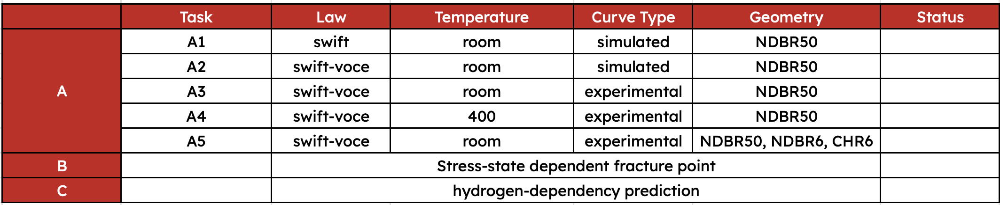 Task Law Temperature Curve Type Geometry Status
A
A1 swift room simulated NDBR50
A2 swift-voce room simulated NDBR50
A3 swift-voce room experimental NDBR50
A4 swift-voce 400 experimental NDBR50
A5 swift-voce room experimental NDBR50, NDBR6, CHR6
B Stress-state dependent fracture point
C hydrogen-dependency prediction